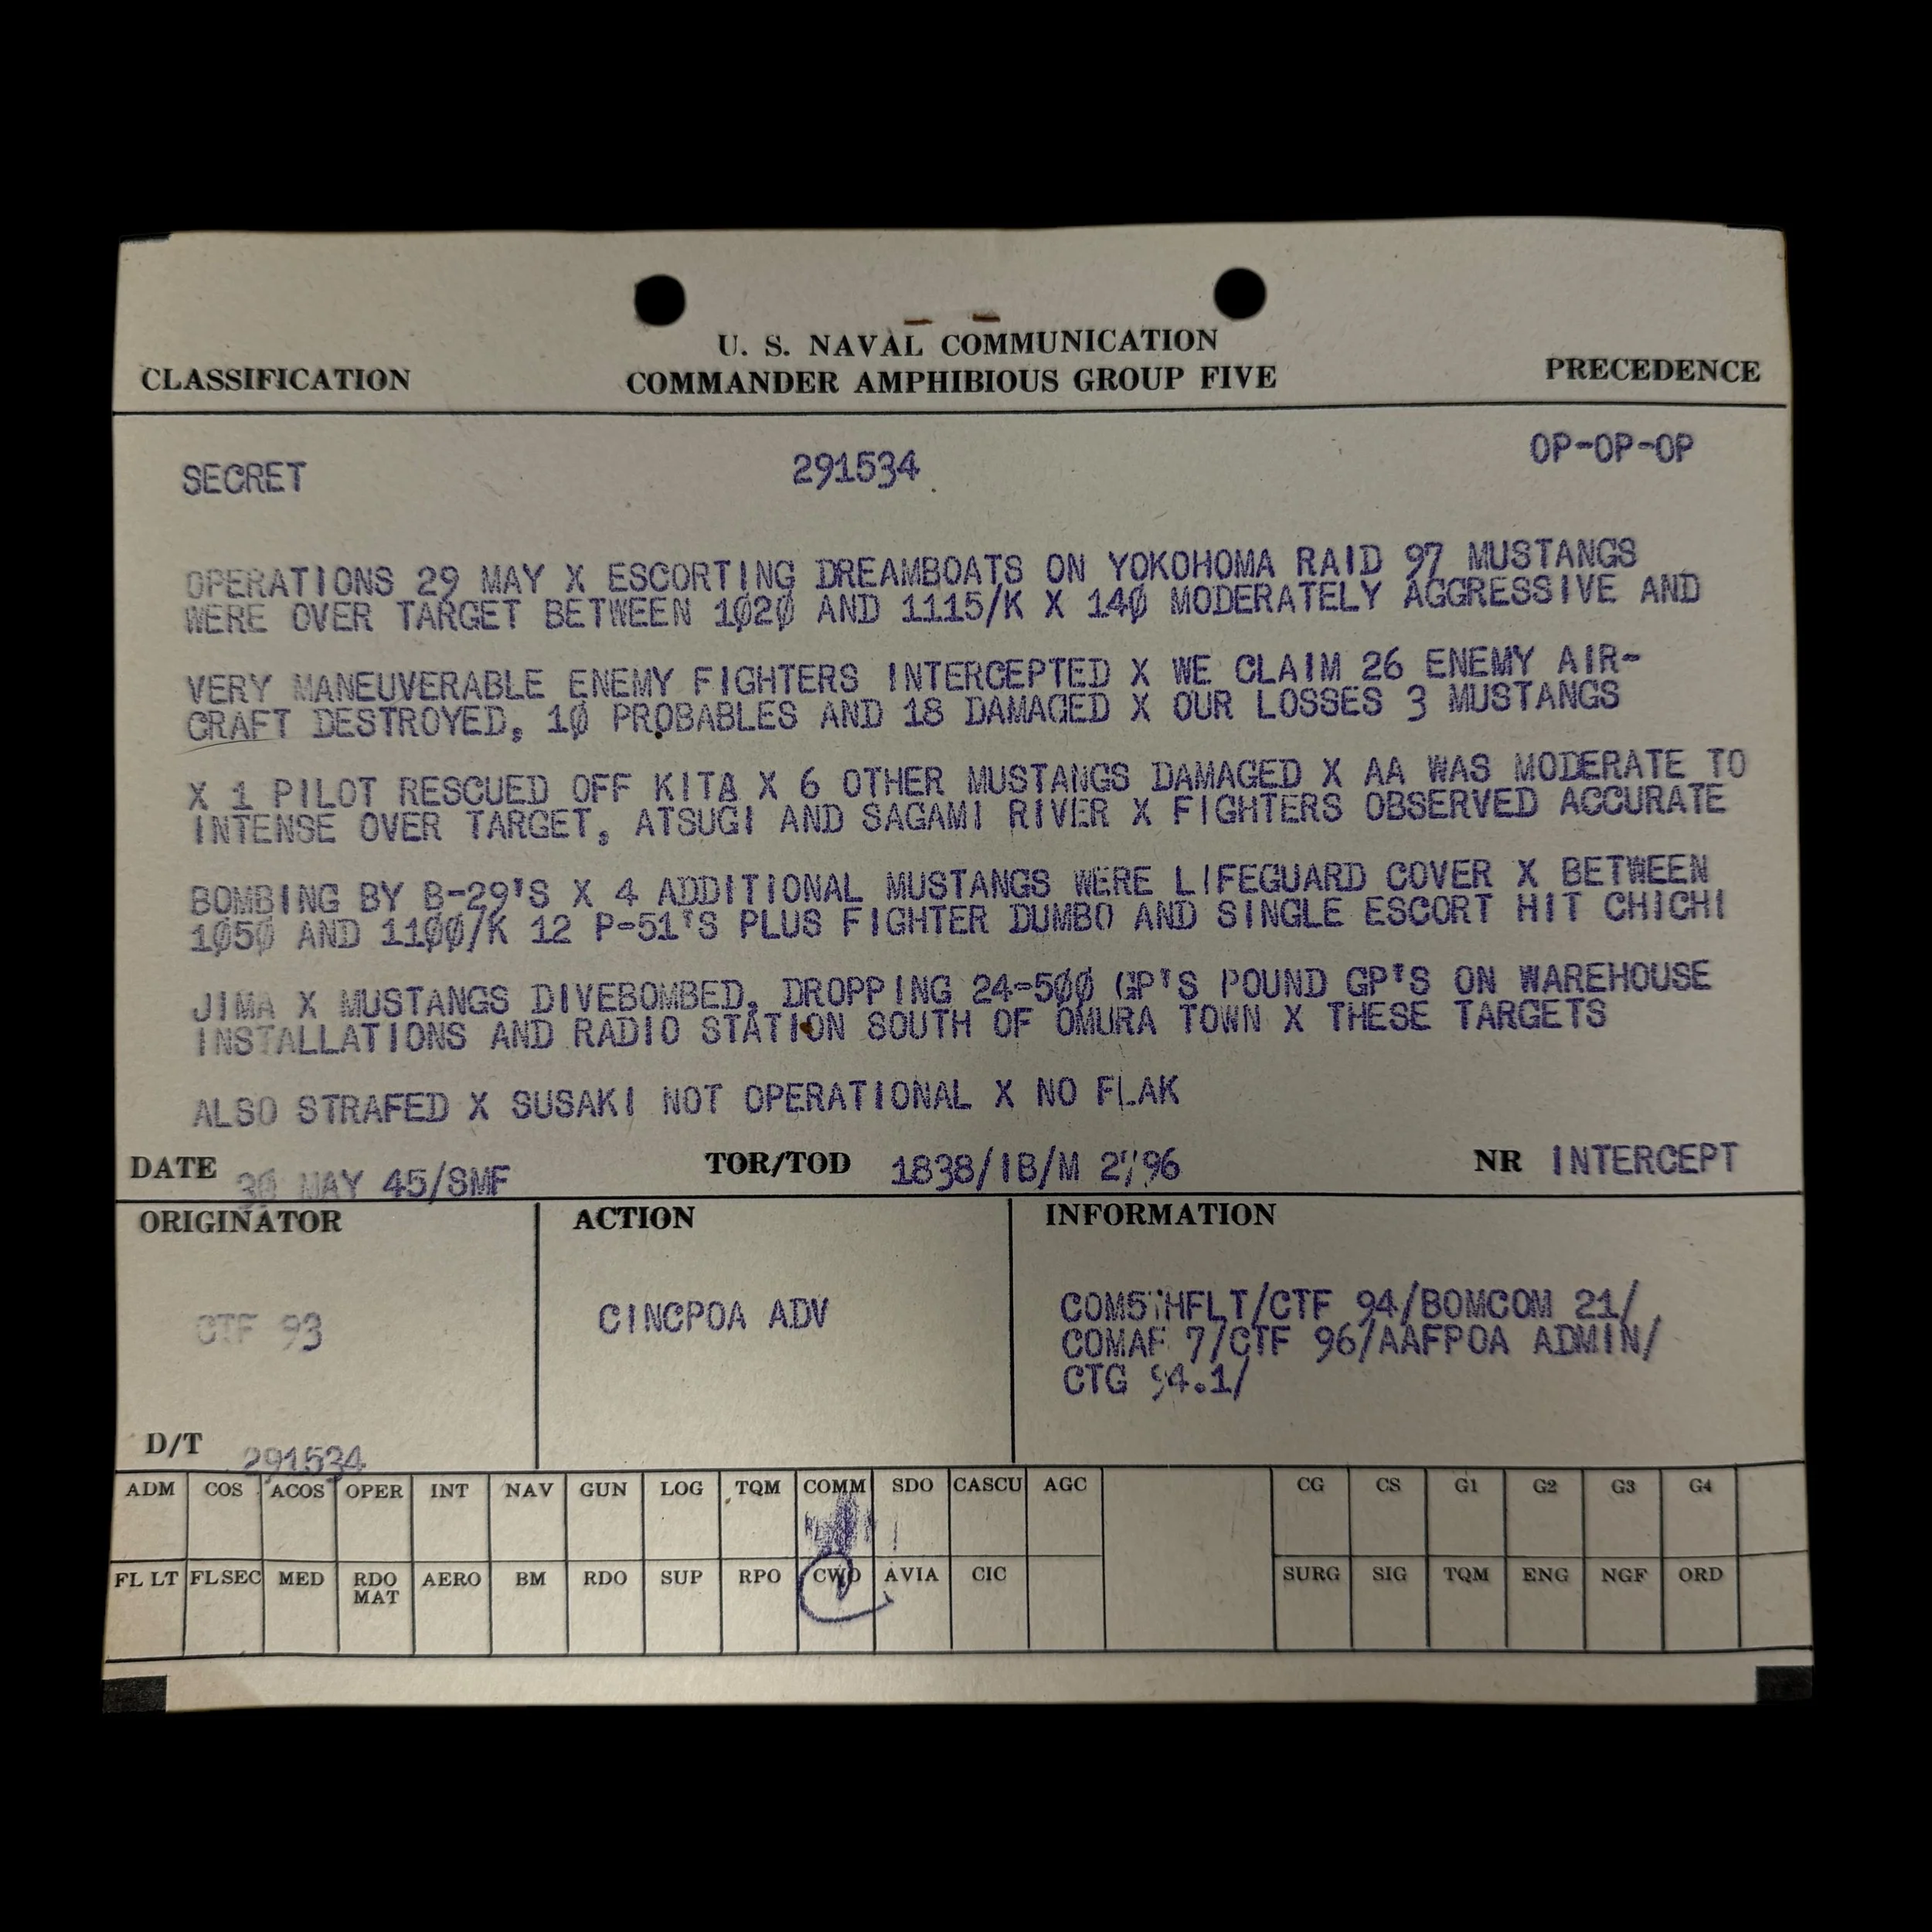 U. S. NAVAL COMMUNICATION
CLASSIFICATION COMMANDER AMPHIBIOUS GROUP FIVE PRECEDENCE
SECRET 291534 OP-OP-OP
OPERATIONS 29 MAY X ESCORTING DREAMBOATS ON YOKOHOMA RAID 97 MUSTANGS
WERE OVER TARGET BETWEEN 1Ø2Ø AND 1115/K X 14Ø MODERATELY AGGRESSIVE AND
VERY MANEUVERABLE ENEMY FIGHTERS INTERCEPTED X WE CLAIM 26 ENEMY AIR-
CRAFT DESTROYED, 1Ø PROBABLES AND 18 DAMAGED X OUR LOSSES 3 MUSTANGS
X 1 PILOT RESCUED OFF KITA X 6 OTHER MUSTANGS DAMAGED X AA WAS MODERATE TO
INTENSE OVER TARGET, ATSUGI AND SAGAMI RIVER X FIGHTERS OBSERVED ACCURATE
BOMBING BY B-29'S X 4 ADDITIONAL MUSTANGS WERE LIFEGUARD COVER X BETWEEN
1Ø5Ø AND 11ØØ/K 12 P-51'S PLUS FIGHTER DUMBO AND SINGLE ESCORT HIT CHICHI
JIMA X MUSTANGS DIVEBOMBED, DROPPING 24-5ØØ GP'S POUND GP'S ON WAREHOUSE
INSTALLATIONS AND RADIO STATION SOUTH OF OMURA TOWN X THESE TARGETS
ALSO STRAFED X SUSAKI NOT OPERATIONAL X NO FLAK
DATE 3Ø MAY 45/SMF TOR/TOD 1838/IB/M NR INTERCEPT
ORIGINATOR ACTION INFORMATION
CTF 93 CINCPOA ADV COM5THFLT/CTF 94/BOMCOM 21/
COMAF 7/CTF 96/AAFPOA ADMIN/
CTG 94.1/
D/T 291534
ADM COS ACOS OPER INT NAV GUN LOG TQM COMM SDO CASCU AGC CG CS G1 G2 G3 G4
FL LT FLSEC MED RDO MAT AERO BM RDO SUP RPO CWO AVIA CIC SURG SIG TQM ENG NGF ORD